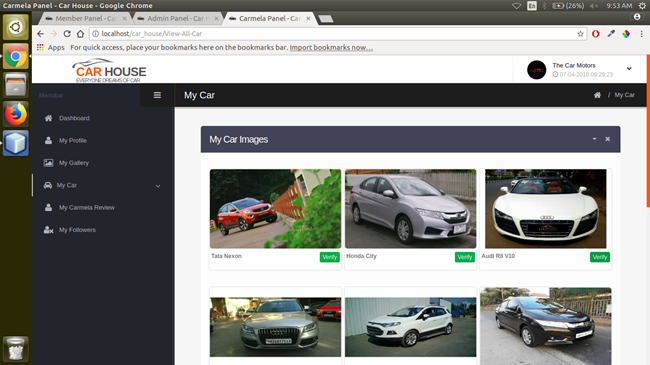 Carmela Panel - Car House - Google Chrome
En
(26%)
9:53 AM
Member Panel - Car
Admin Panel - Car H
Carmela Panel - Car
localhost/car_house/View-All-Car
Apps For quick access, place your bookmarks here on the bookmarks bar. Import bookmarks now...
CAR HOUSE
EVERYONE DREAMS OF CAR
The Car Motors
07-04-2018 09:29:23
Menubar
My Car
/ My Car
Dashboard
My Profile
My Gallery
My Car
My Carmela Review
My Followers
My Car Images
Tata Nexon
Verify
Honda City
Verify
Audi R8 V10
Verify